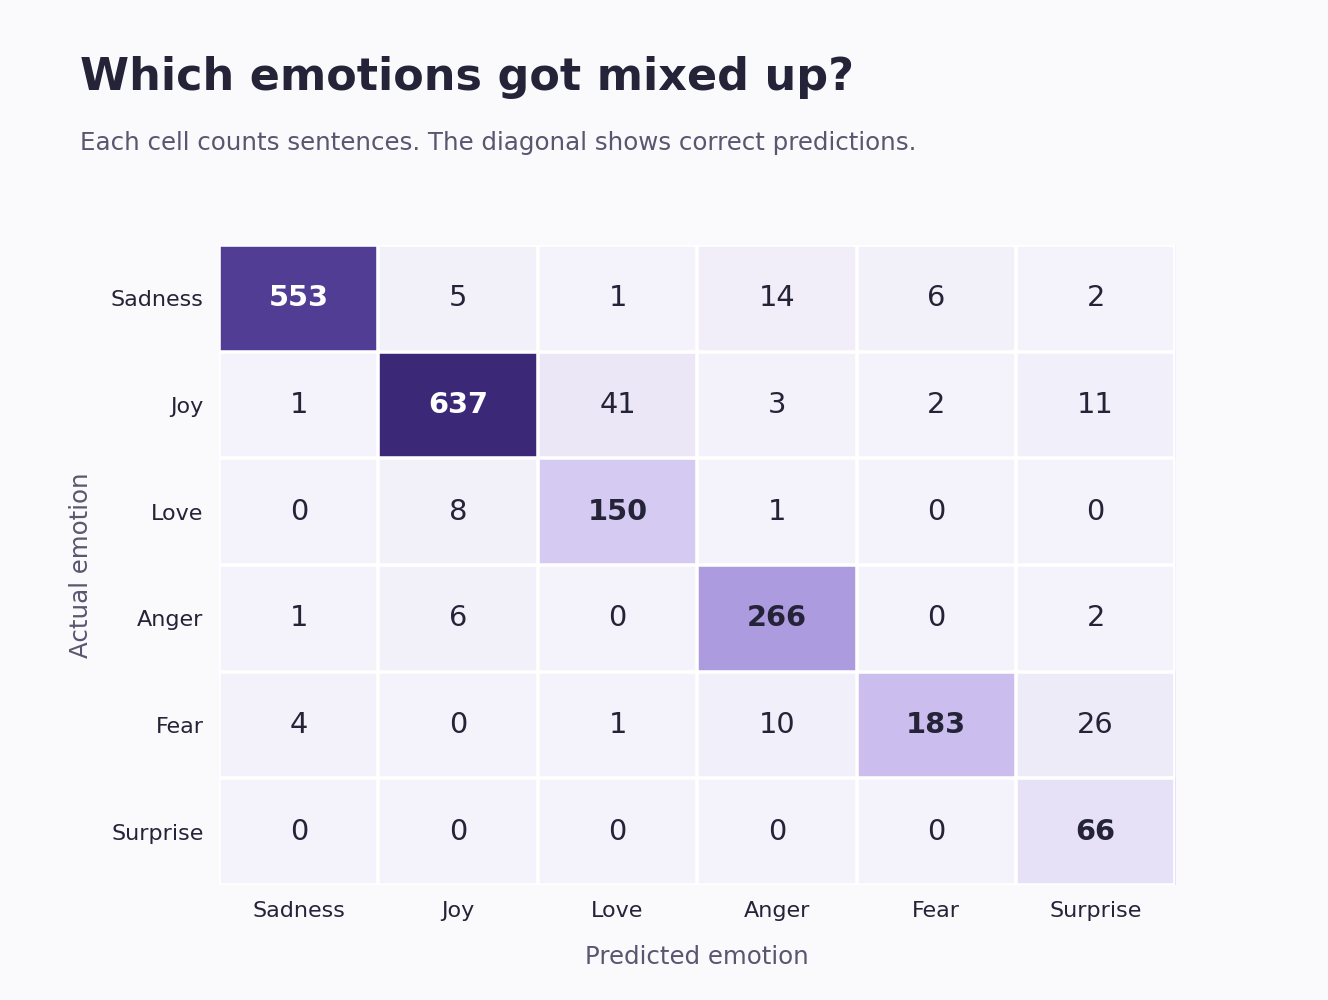 Which emotions got mixed up?
Each cell counts sentences. The diagonal shows correct predictions.
Actual emotion
Sadness 553 5 1 14 6 2
Joy 1 637 41 3 2 11
Love 0 8 150 1 0 0
Anger 1 6 0 266 0 2
Fear 4 0 1 10 183 26
Surprise 0 0 0 0 0 66
Sadness Joy Love Anger Fear Surprise
Predicted emotion